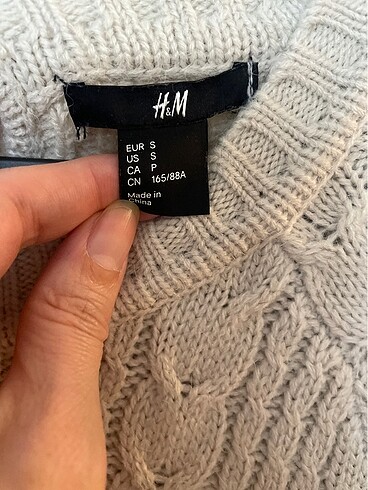 H&M
EUR S
US S
CA P
CN 165/88A
Made in
China